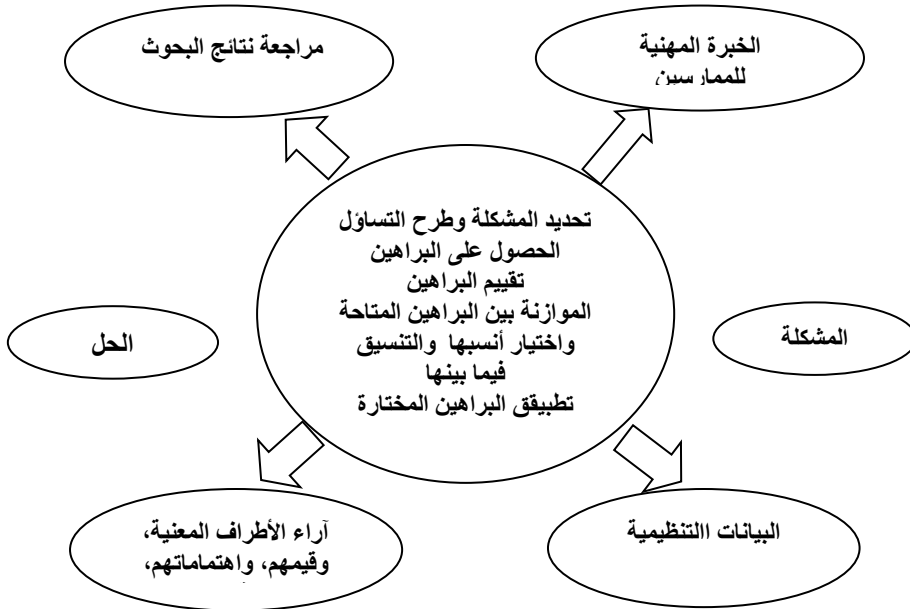 الخبرة المهنية
للممارسين
مراجعة نتائج البحوث
تحديد المشكلة وطرح التساؤل
الحصول على البراهين
تقييم البراهين
الموازنة بين البراهين المتاحة
واختيار أنسبها والتنسيق
فيما بينها
تطبيقق البراهين المختارة
المشكلة
الحل
البيانات االتنظيمية
آراء الأطراف المعنية،
وقيمهم، واهتماماتهم،